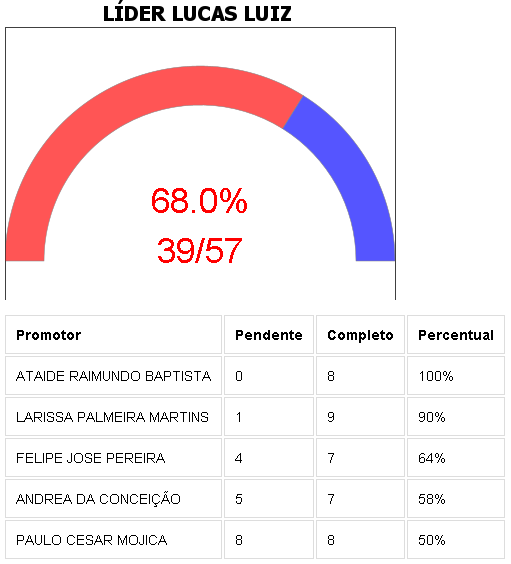 LÍDER LUCAS LUIZ
68.0%
39/57
Promotor Pendente Completo Percentual
ATAIDE RAIMUNDO BAPTISTA 0 8 100%
LARISSA PALMEIRA MARTINS 1 9 90%
FELIPE JOSE PEREIRA 4 7 64%
ANDREA DA CONCEIÇÃO 5 7 58%
PAULO CESAR MOJICA 8 8 50%